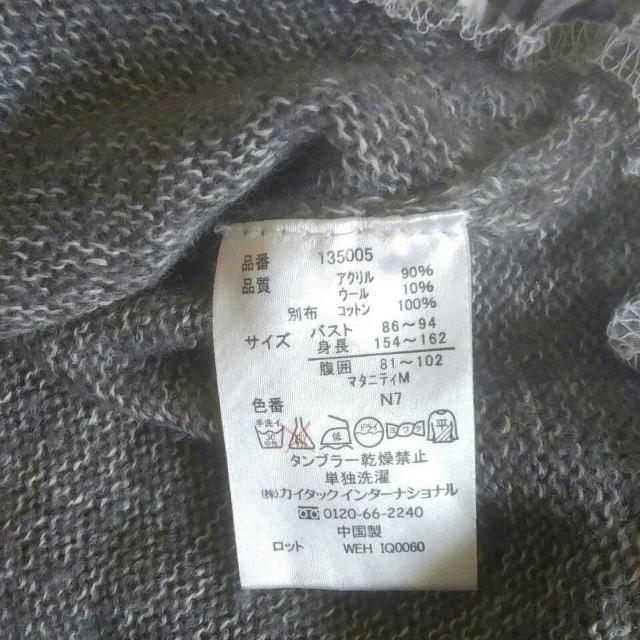 品番 135005
品質 アクリル 90%
ウール 10%
別布 コットン 100%
サイズ バスト 86～94
身長 154～162
腹囲 81～102
マタニティM
色番 N7
手洗イ 低 ドライ 平
タンブラー乾燥禁止
単独洗濯
(株)カイタックインターナショナル
0120-66-2240
中国製
ロット WEH IQ0060